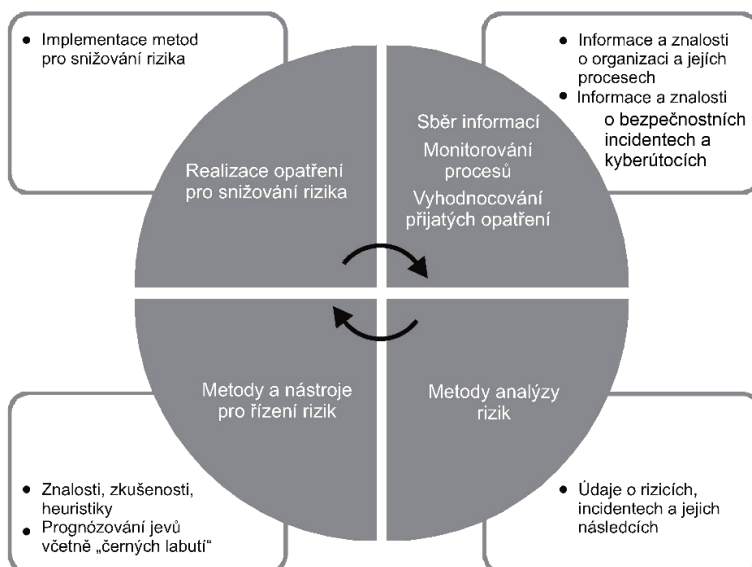 • Implementace metod
pro snižování rizika
• Informace a znalosti
o organizaci a jejích
procesech
• Informace a znalosti
o bezpečnostních
incidentech a
kyberútocích
Realizace opatření
pro snižování rizika
Sběr informací
Monitorování
procesů
Vyhodnocování
přijatých opatření
Metody a nástroje
pro řízení rizik
Metody analýzy
rizik
• Znalosti, zkušenosti,
heuristiky
• Prognózování jevů
včetně „černých labutí“
• Údaje o rizicích,
incidentech a jejich
následcích